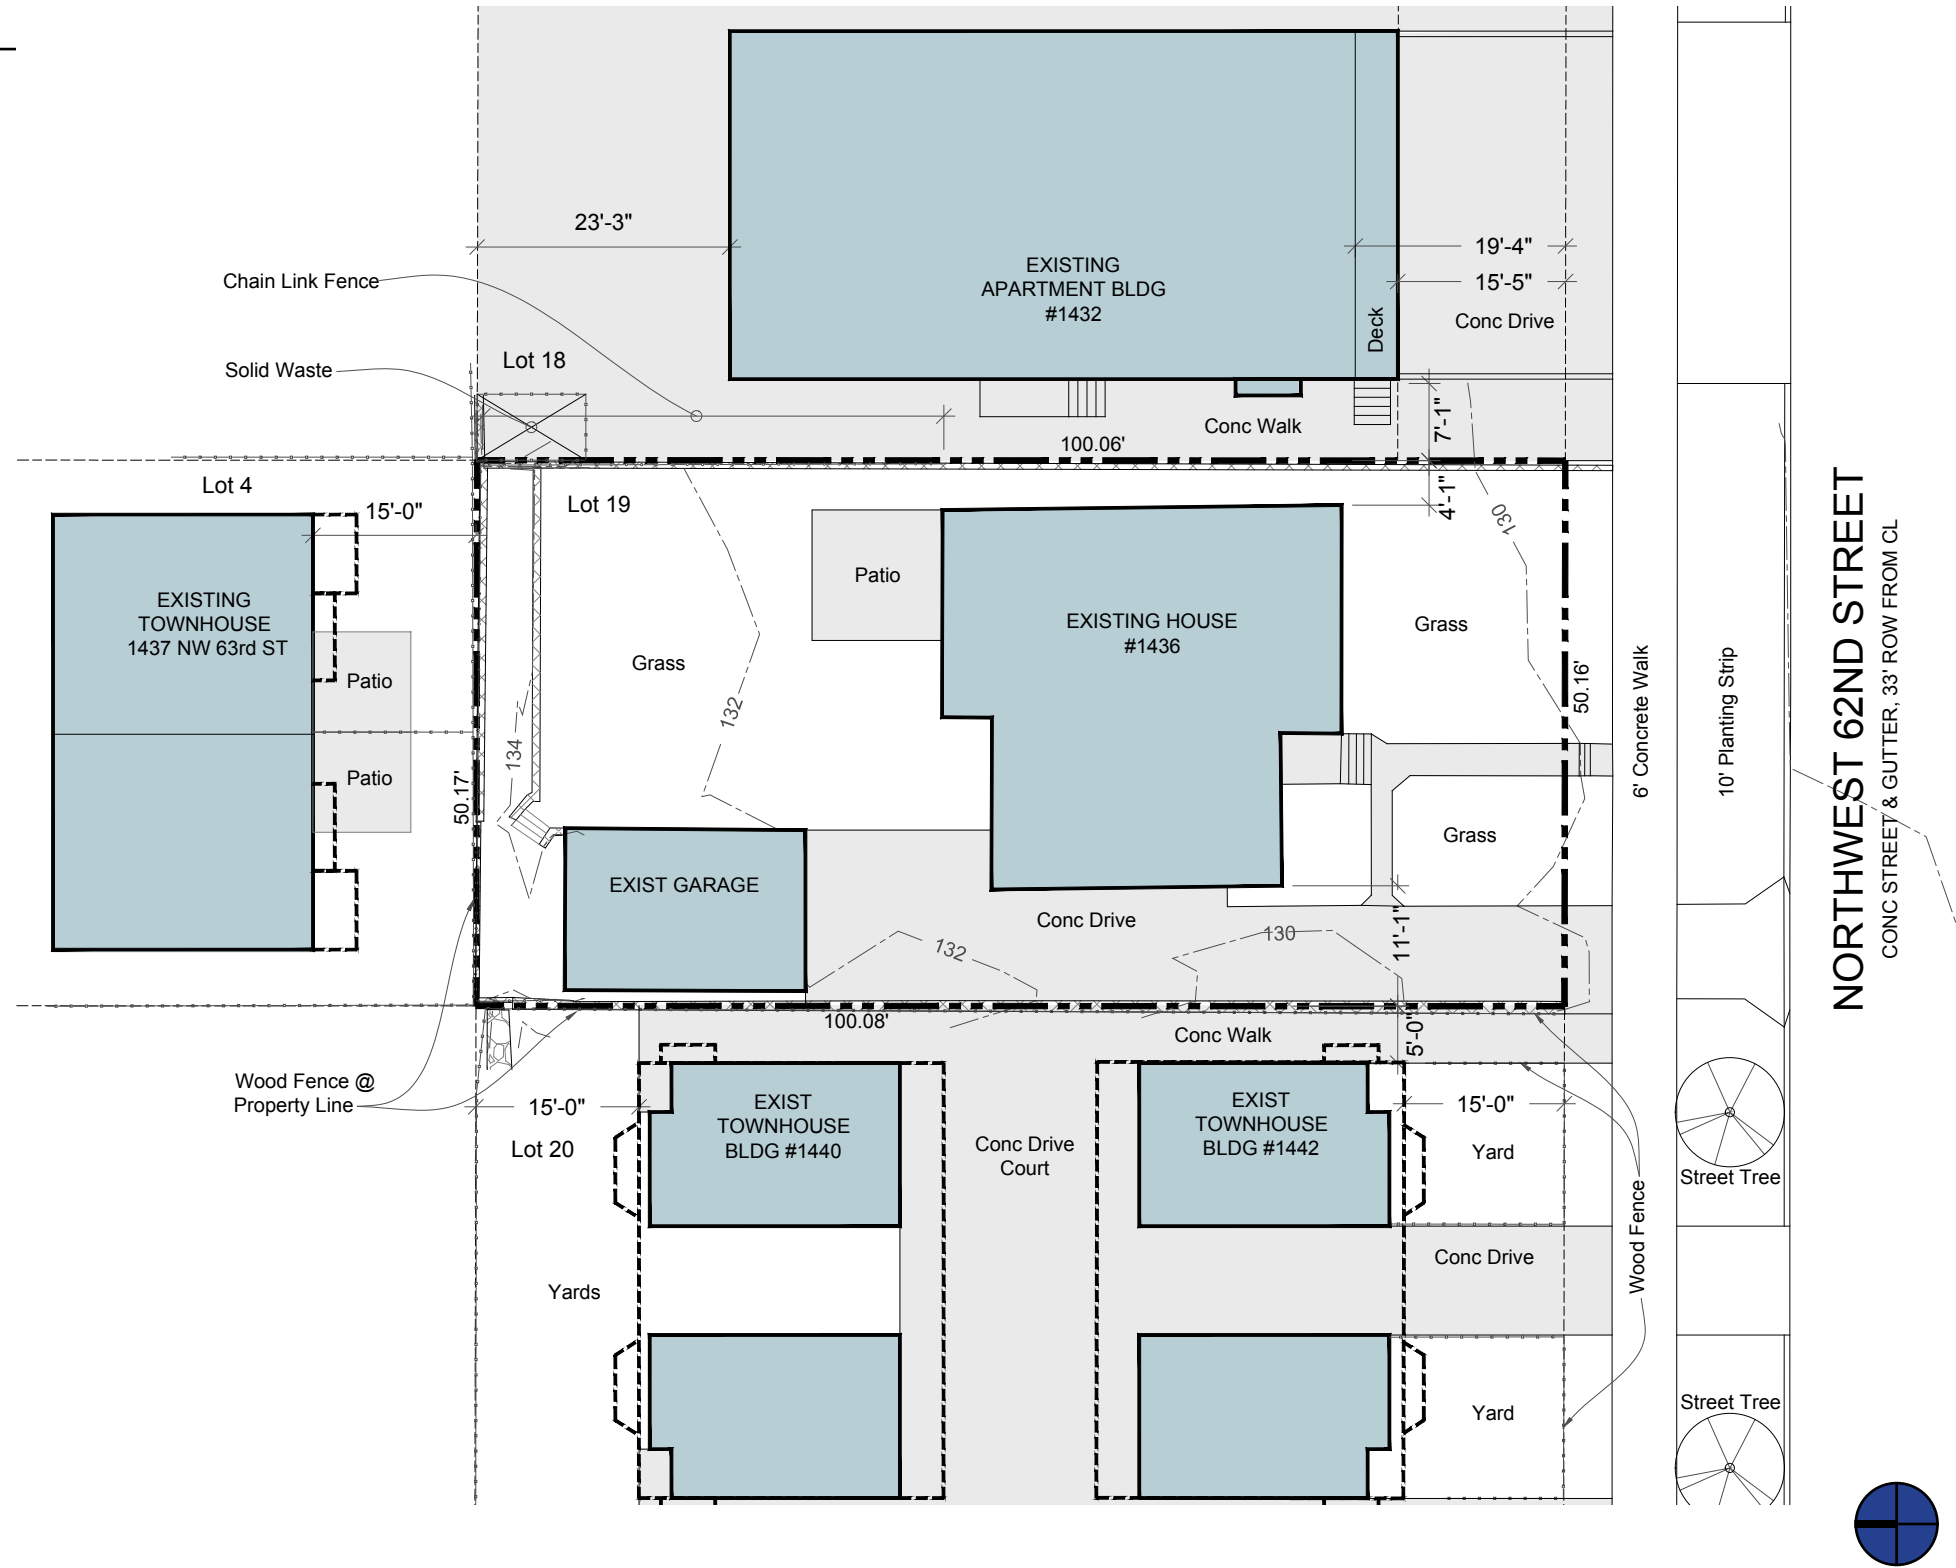 23'-3"
EXISTING
APARTMENT BLDG
#1432
Deck
19'-4"
15'-5"
Conc Drive
Chain Link Fence
Solid Waste
Lot 18
Conc Walk
7'-1"
100.06'
Lot 4
15'-0"
Lot 19
4'-1"
130
EXISTING
TOWNHOUSE
1437 NW 63rd ST
Patio
Patio
Grass
132
134
Patio
EXISTING HOUSE
#1436
Grass
50.16'
50.17'
Grass
EXIST GARAGE
Conc Drive
132
130
11'-1"
100.08'
Conc Walk
5'-0"
6' Concrete Walk
10' Planting Strip
NORTHWEST 62ND STREET
CONC STREET & GUTTER, 33' ROW FROM CL
Wood Fence @
Property Line
15'-0"
Lot 20
EXIST
TOWNHOUSE
BLDG #1440
Conc Drive
Court
EXIST
TOWNHOUSE
BLDG #1442
15'-0"
Yard
Street Tree
Wood Fence
Conc Drive
Yards
Yard
Street Tree